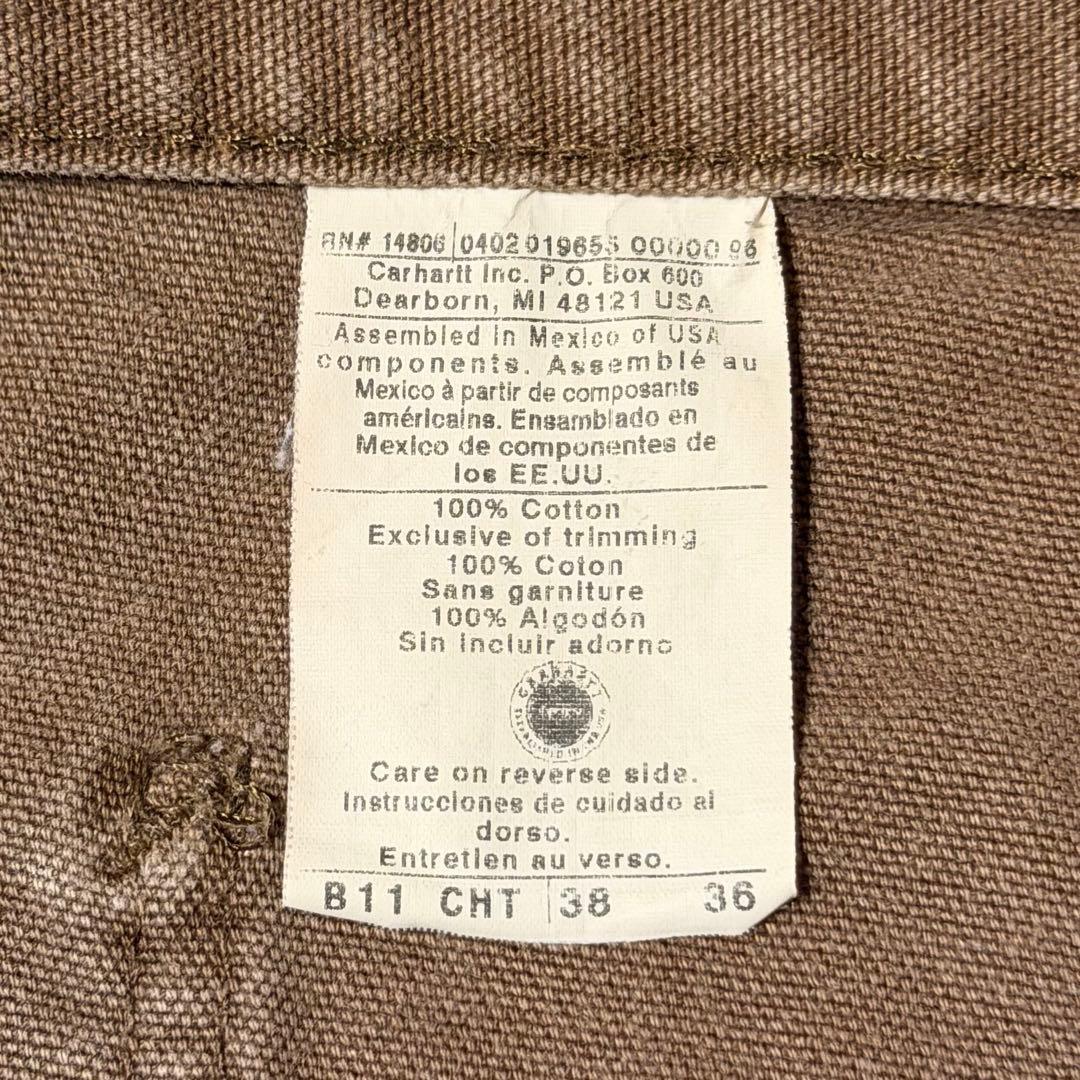 RN# 14806 0402 019655 00000 96
Carhartt Inc. P.O. Box 600
Dearborn, MI 48121 USA
Assembled in Mexico of USA
components. Assemblé au
Mexico à partir de composants
américains. Ensamblado en
Mexico de componentes de
los EE.UU.
100% Cotton
Exclusive of trimming
100% Coton
Sans garniture
100% Algodón
Sin incluir adorno
CARHARTT
Care on reverse side.
Instrucciones de cuidado al
dorso.
Entretien au verso.
B11 CHT 38 36